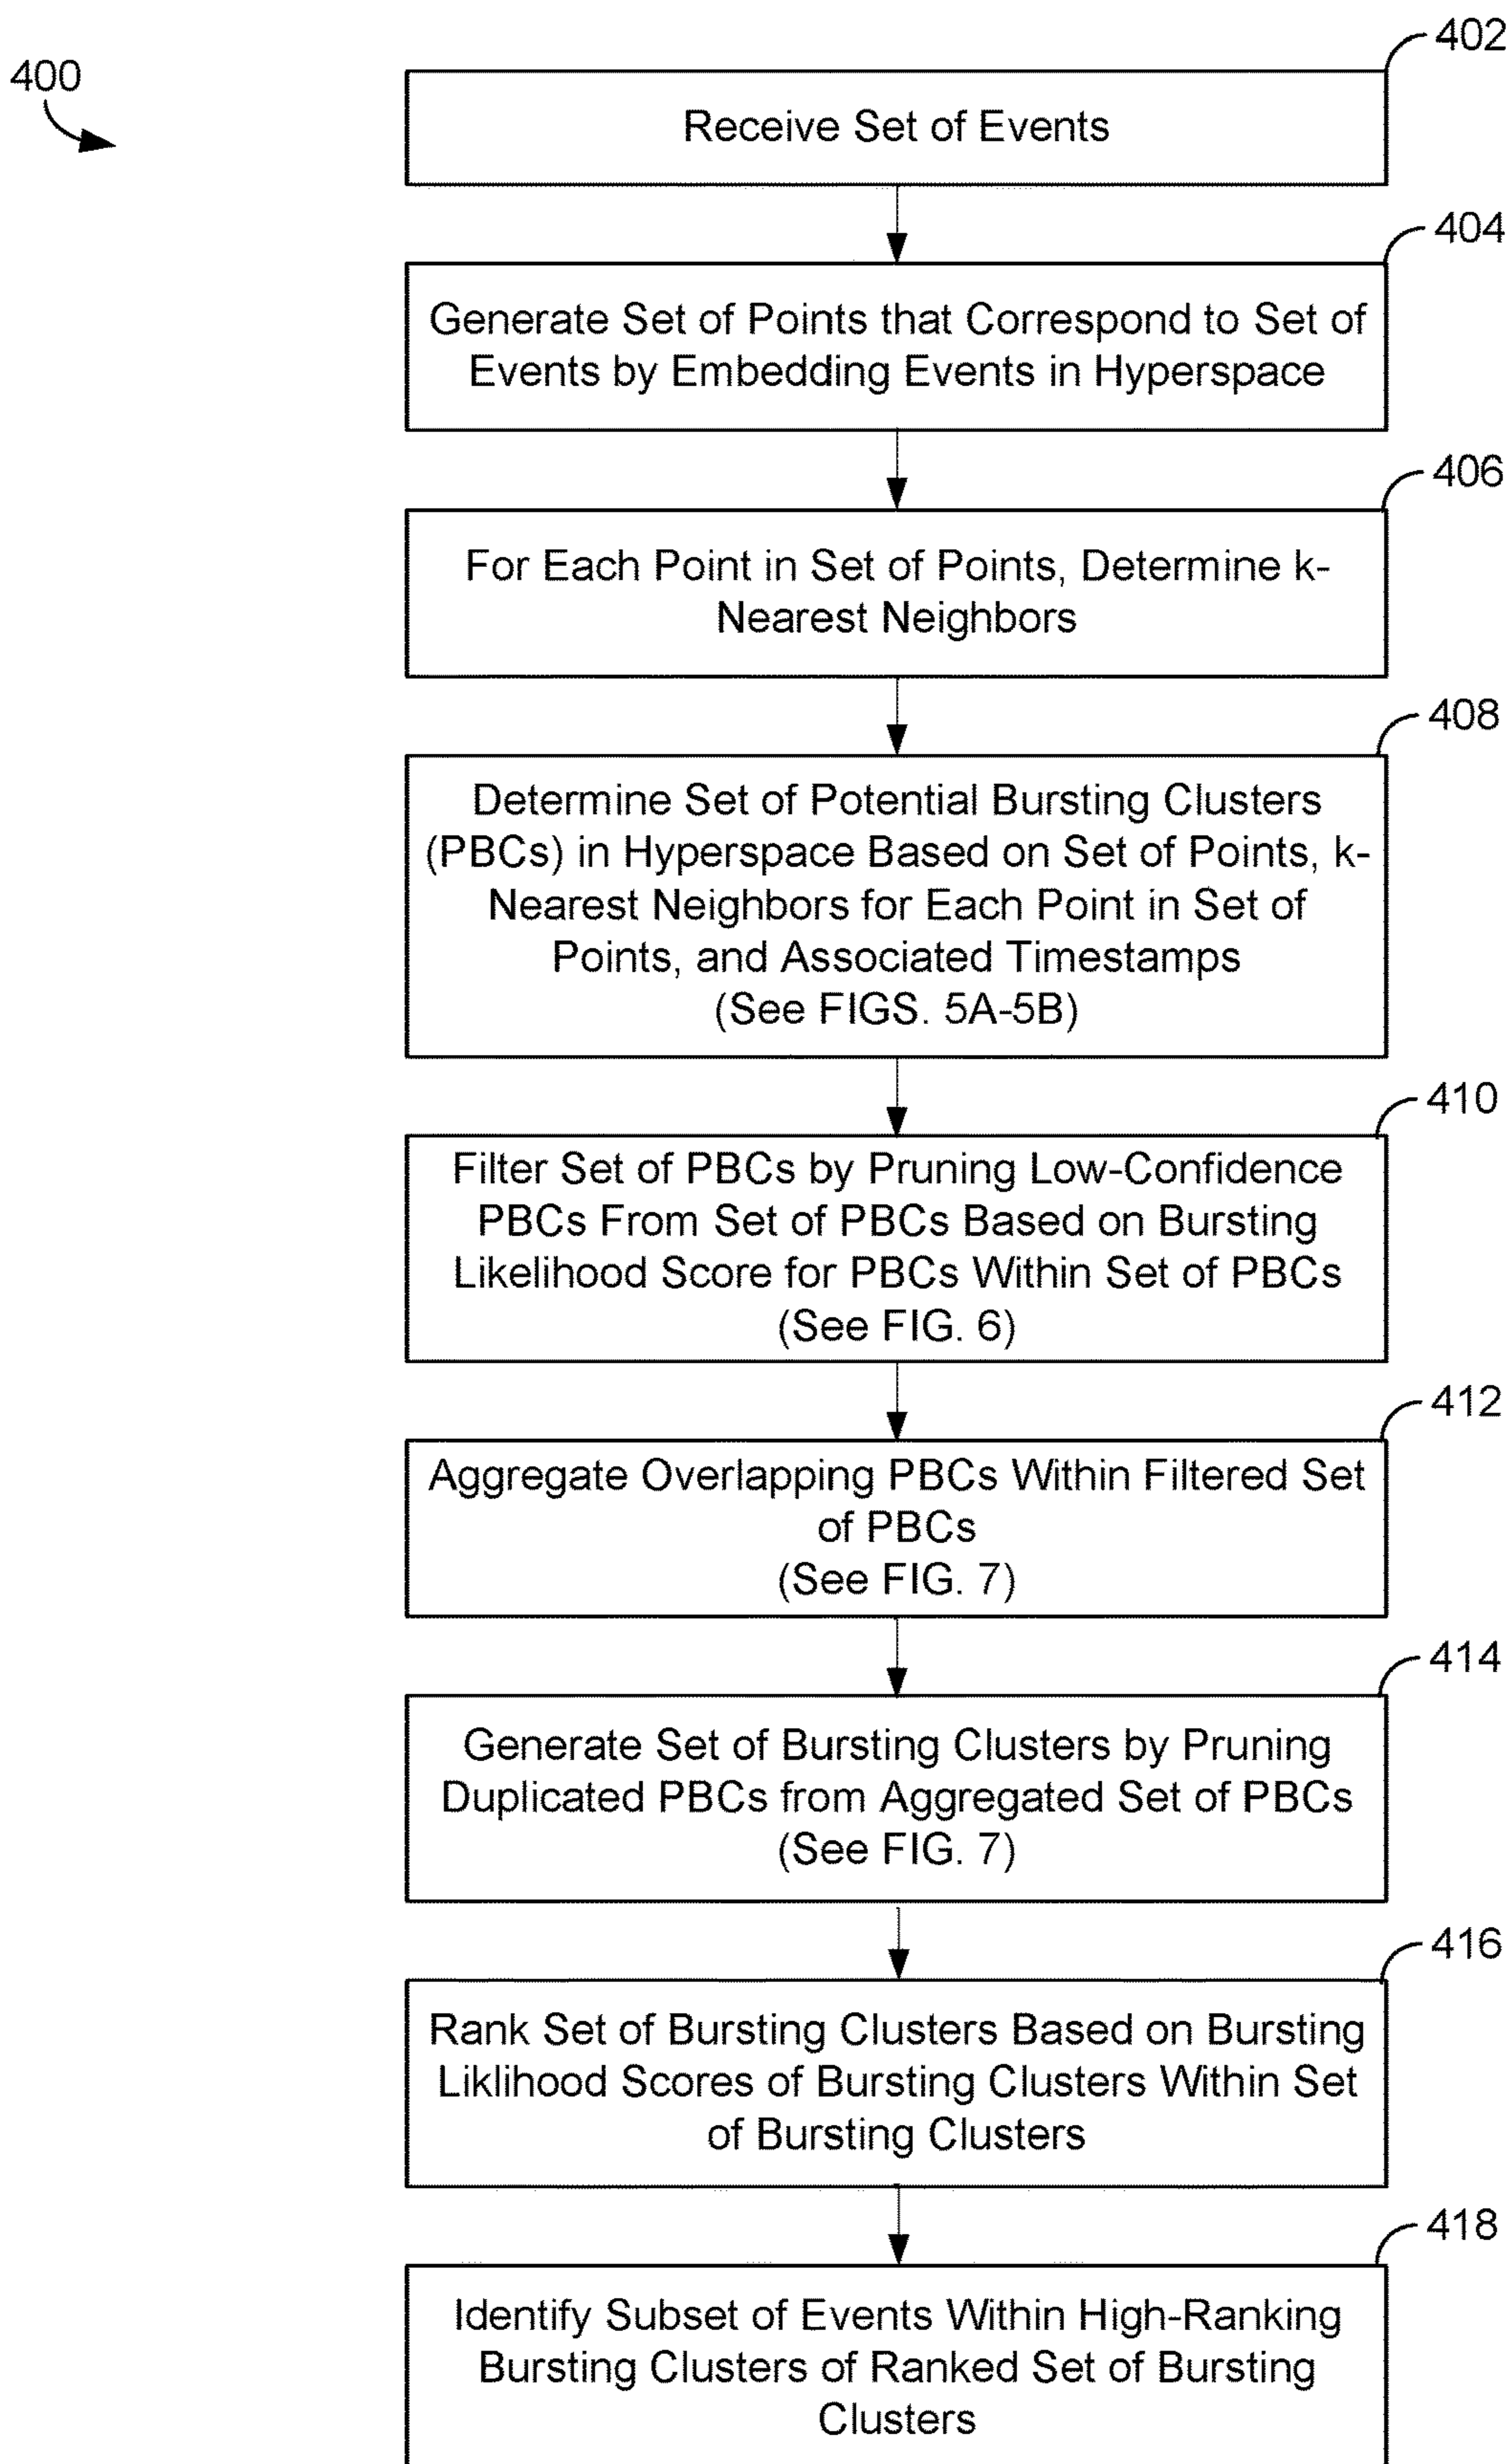 400
402
Receive Set of Events
404
Generate Set of Points that Correspond to Set of
Events by Embedding Events in Hyperspace
406
For Each Point in Set of Points, Determine k-
Nearest Neighbors
408
Determine Set of Potential Bursting Clusters
(PBCs) in Hyperspace Based on Set of Points, k-
Nearest Neighbors for Each Point in Set of
Points, and Associated Timestamps
(See FIGS. 5A-5B)
410
Filter Set of PBCs by Pruning Low-Confidence
PBCs From Set of PBCs Based on Bursting
Likelihood Score for PBCs Within Set of PBCs
(See FIG. 6)
412
Aggregate Overlapping PBCs Within Filtered Set
of PBCs
(See FIG. 7)
414
Generate Set of Bursting Clusters by Pruning
Duplicated PBCs from Aggregated Set of PBCs
(See FIG. 7)
416
Rank Set of Bursting Clusters Based on Bursting
Liklihood Scores of Bursting Clusters Within Set
of Bursting Clusters
418
Identify Subset of Events Within High-Ranking
Bursting Clusters of Ranked Set of Bursting
Clusters